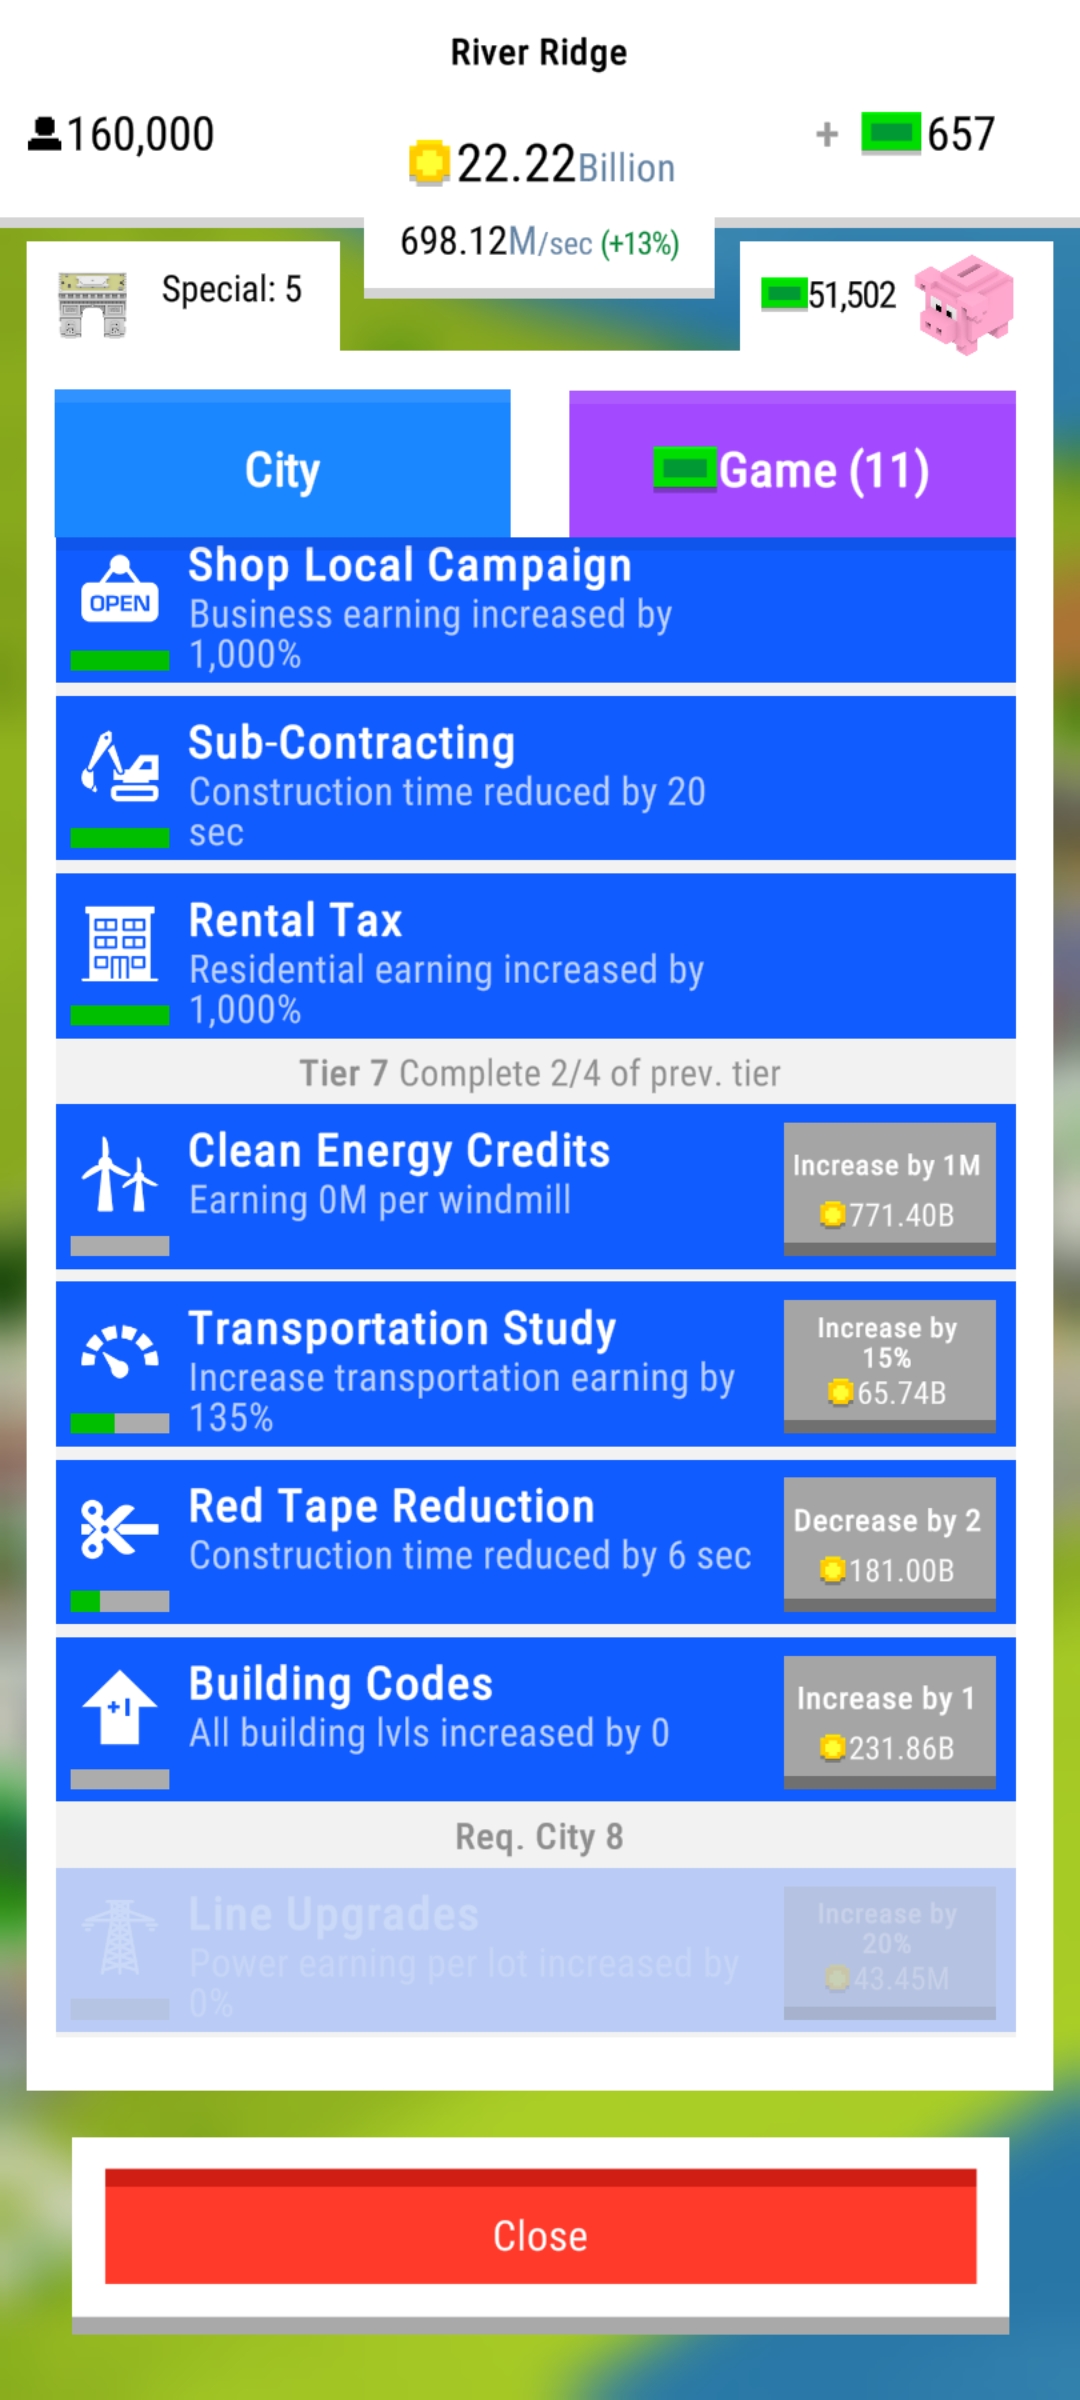 River Ridge
160,000
22.22Billion
+ 657
698.12M/sec (+13%)
Special: 5
51,502
City
Game (11)
OPEN
Shop Local Campaign
Business earning increased by
1,000%
Sub-Contracting
Construction time reduced by 20
sec
Rental Tax
Residential earning increased by
1,000%
Tier 7 Complete 2/4 of prev. tier
Clean Energy Credits
Earning 0M per windmill
Increase by 1M
771.40B
Transportation Study
Increase transportation earning by
135%
Increase by
15%
65.74B
Red Tape Reduction
Construction time reduced by 6 sec
Decrease by 2
181.00B
+1
Building Codes
All building lvls increased by 0
Increase by 1
231.86B
Req. City 8
Line Upgrades
Power earning per lot increased by
0%
Increase by
20%
43.45M
Close